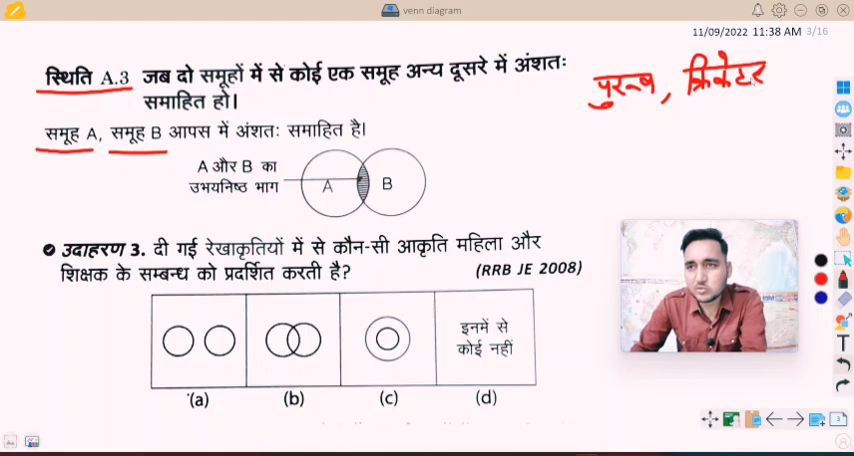 venn diagram
11/09/2022 11:38 AM 3/16
स्थिति A.3 जब दो समूहों में से कोई एक समूह अन्य दूसरे में अंशतः
समाहित हो।
पुरुष, क्रिकेटर
समूह A, समूह B आपस में अंशतः समाहित है।
A और B का
उभयनिष्ठ भाग
A
B
उदाहरण 3. दी गई रेखाकृतियों में से कौन-सी आकृति महिला और
शिक्षक के सम्बन्ध को प्रदर्शित करती है?
(RRB JE 2008)
इनमें से
कोई नहीं
(a)
(b)
(c)
(d)